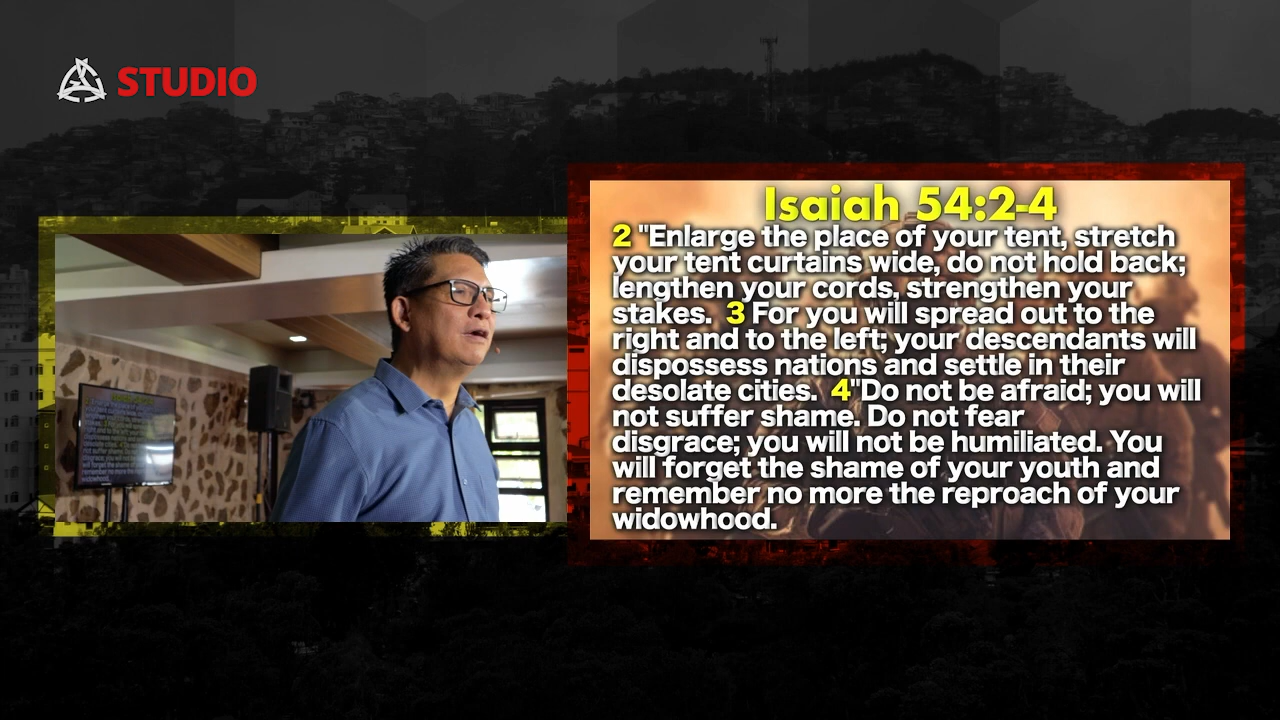 STUDIO
Isaiah 54:2-4
2 "Enlarge the place of your tent, stretch
your tent curtains wide, do not hold back;
lengthen your cords, strengthen your
stakes. 3 For you will spread out to the
right and to the left; your descendants will
dispossess nations and settle in their
desolate cities. 4"Do not be afraid; you will
not suffer shame. Do not fear
disgrace; you will not be humiliated. You
will forget the shame of your youth and
remember no more the reproach of your
widowhood.